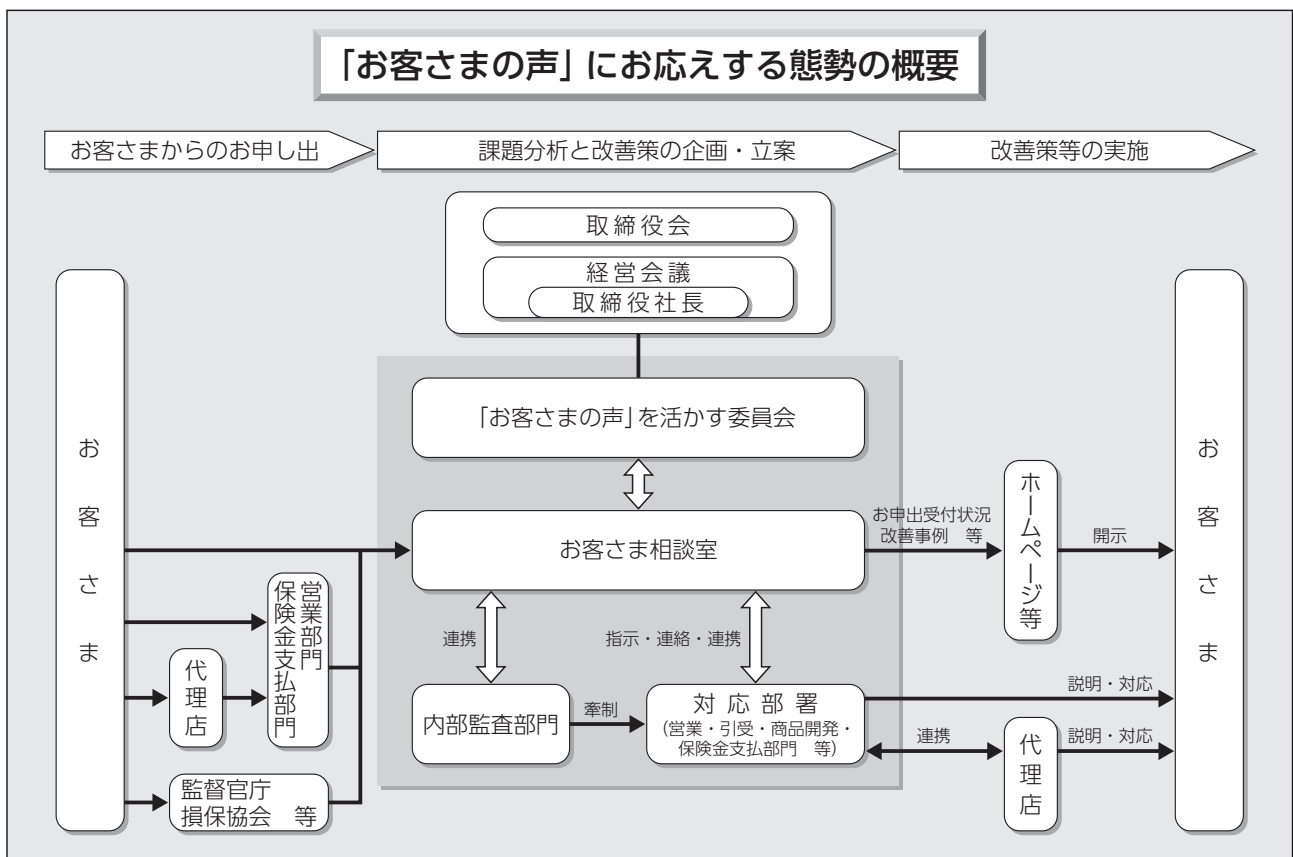 「お客さまの声」にお応えする態勢の概要
お客さまからのお申し出
課題分析と改善策の企画・立案
改善策等の実施
取締役会
経営会議
取締役社長
「お客さまの声」を活かす委員会
お客さま相談室
お客さま
営業部門
保険金支払部門
代理店
監督官庁
損保協会　等
連携
指示・連絡・連携
内部監査部門
牽制
対応部署
(営業・引受・商品開発・
保険金支払部門　等)
お申出受付状況
改善事例　等
ホームページ等
開示
説明・対応
連携
代理店
説明・対応
お客さま